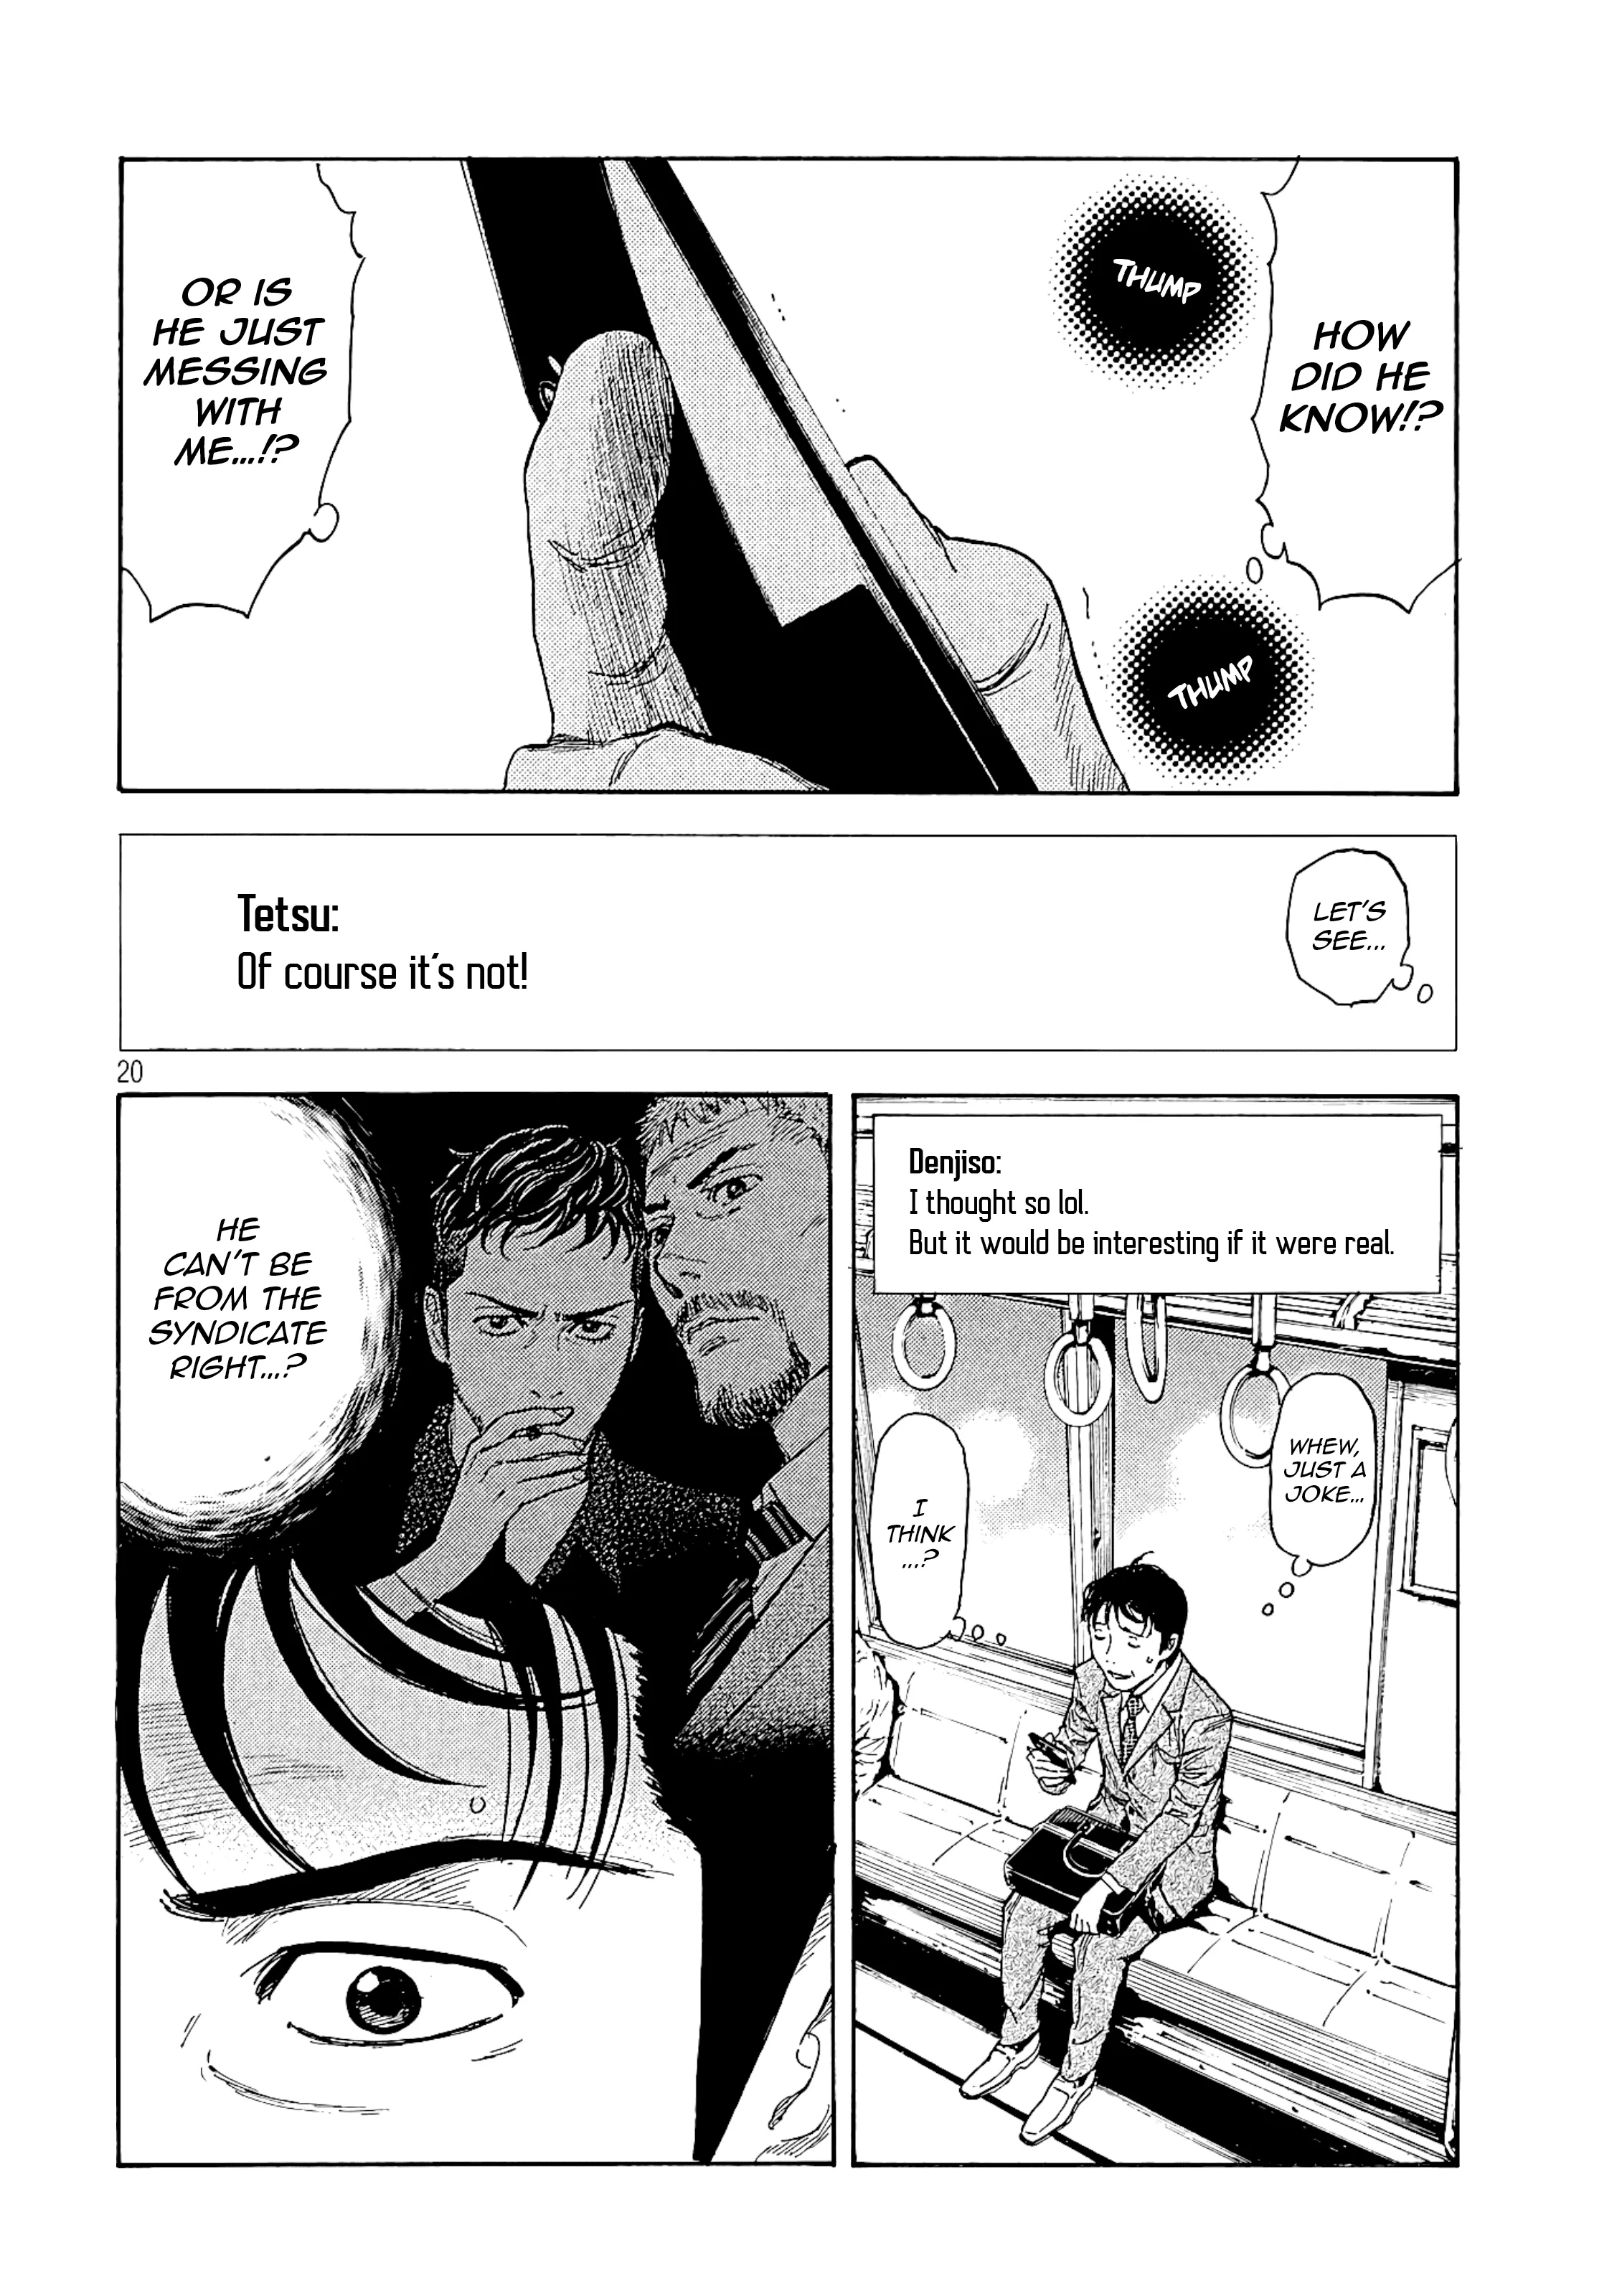 THUMP
HOW
DID HE
KNOW!?
THUMP
OR IS
HE JUST
MESSING
WITH
ME...!?
LET'S
SEE...
Tetsu:
Of course it's not!
20
Denjiso:
I thought so lol.
But it would be interesting if it were real.
WHEW,
JUST A
JOKE...
I
THINK
...?
HE
CAN'T BE
FROM THE
SYNDICATE
RIGHT...?